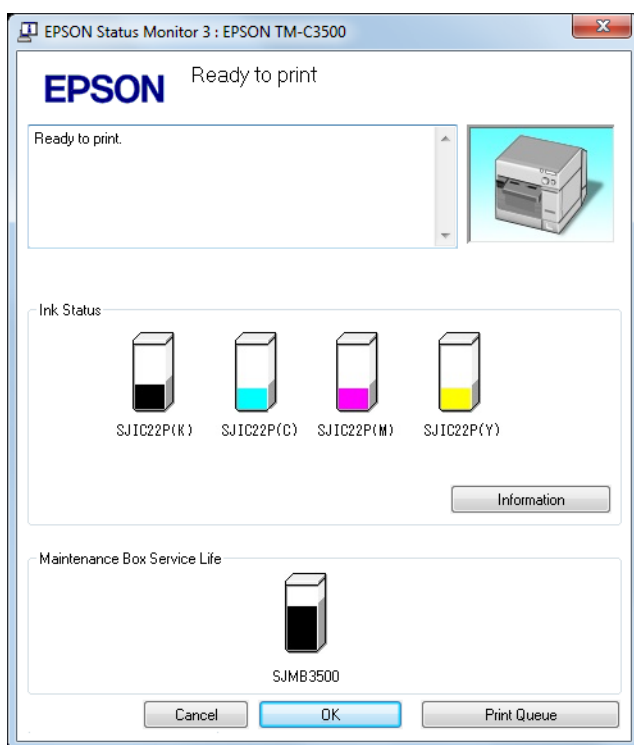 EPSON Status Monitor 3 : EPSON TM-C3500
EPSON
Ready to print
Ready to print.
Ink Status
SJIC22P(K) SJIC22P(C) SJIC22P(M) SJIC22P(Y)
Information
Maintenance Box Service Life
SJMB3500
Cancel OK Print Queue